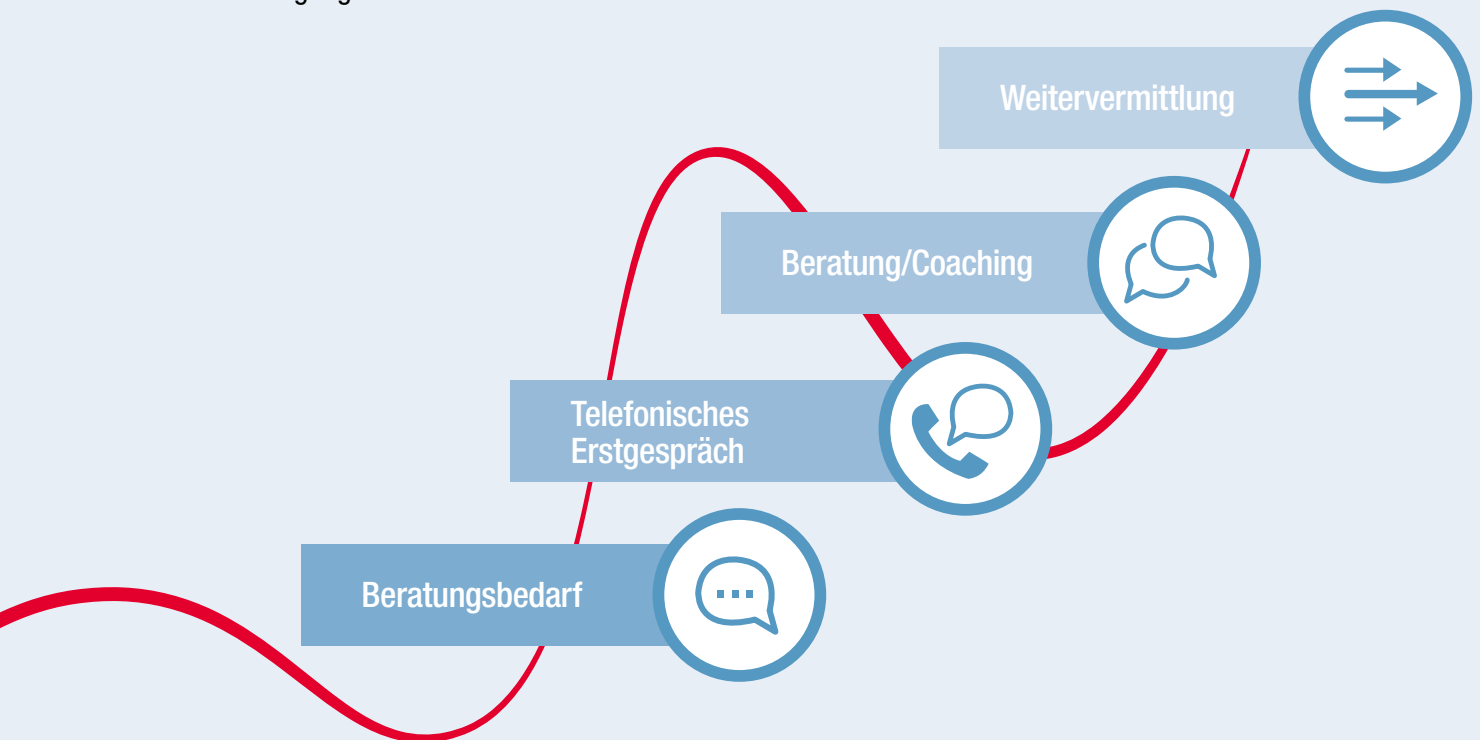 Weitervermittlung
Beratung/Coaching
Telefonisches
Erstgespräch
Beratungsbedarf